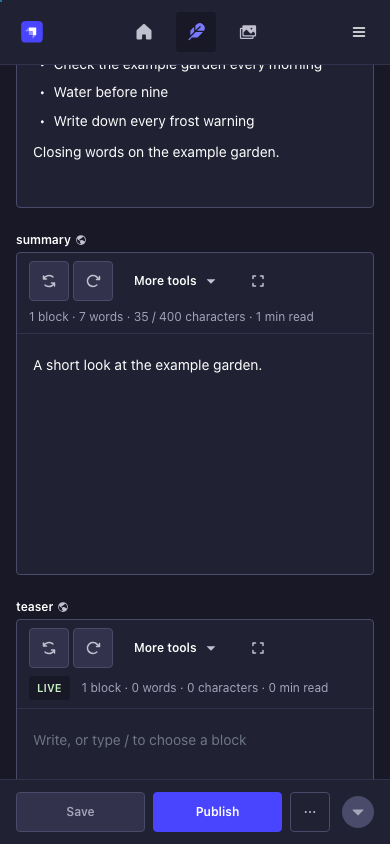 Check the example garden every morning
• Water before nine
• Write down every frost warning
Closing words on the example garden.
summary
More tools
1 block · 7 words · 35 / 400 characters · 1 min read
A short look at the example garden.
teaser
More tools
LIVE 1 block · 0 words · 0 characters · 0 min read
Write, or type / to choose a block
Save Publish ...